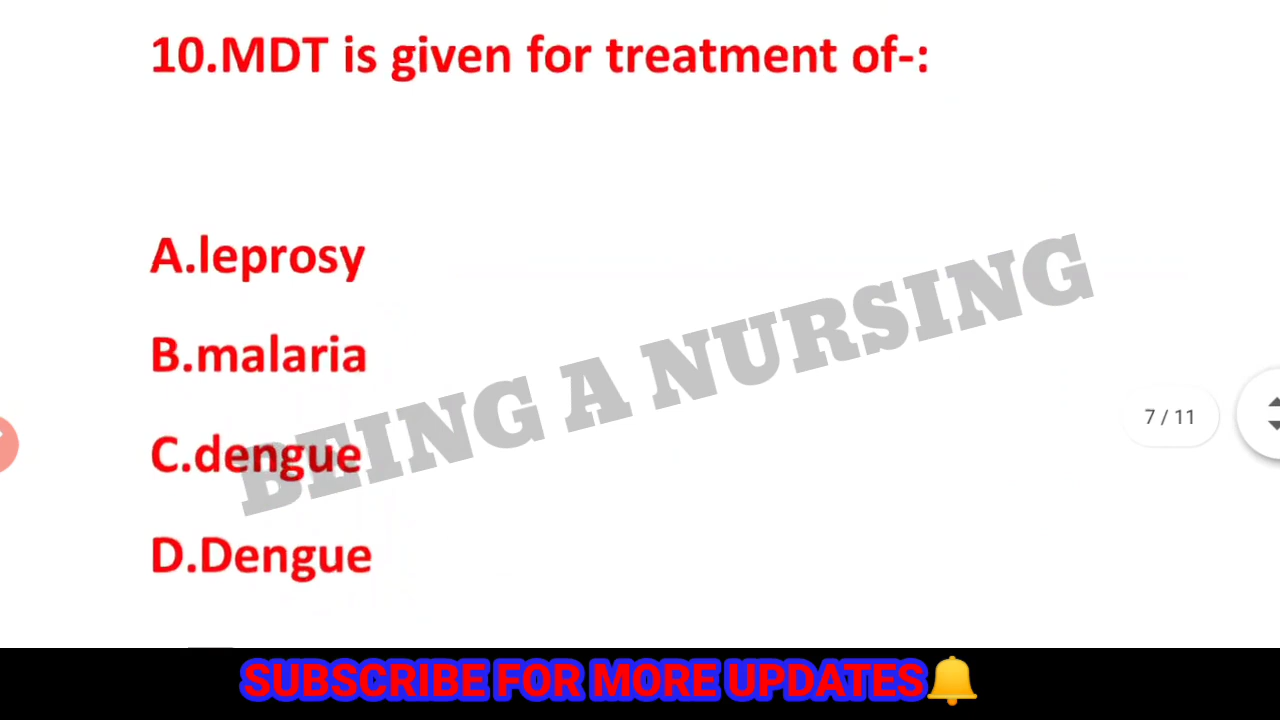 10.MDT is given for treatment of-:
A.leprosy
B.malaria
C.dengue
D.Dengue
BEING A NURSING
7 / 11
SUBSCRIBE FOR MORE UPDATES🔔